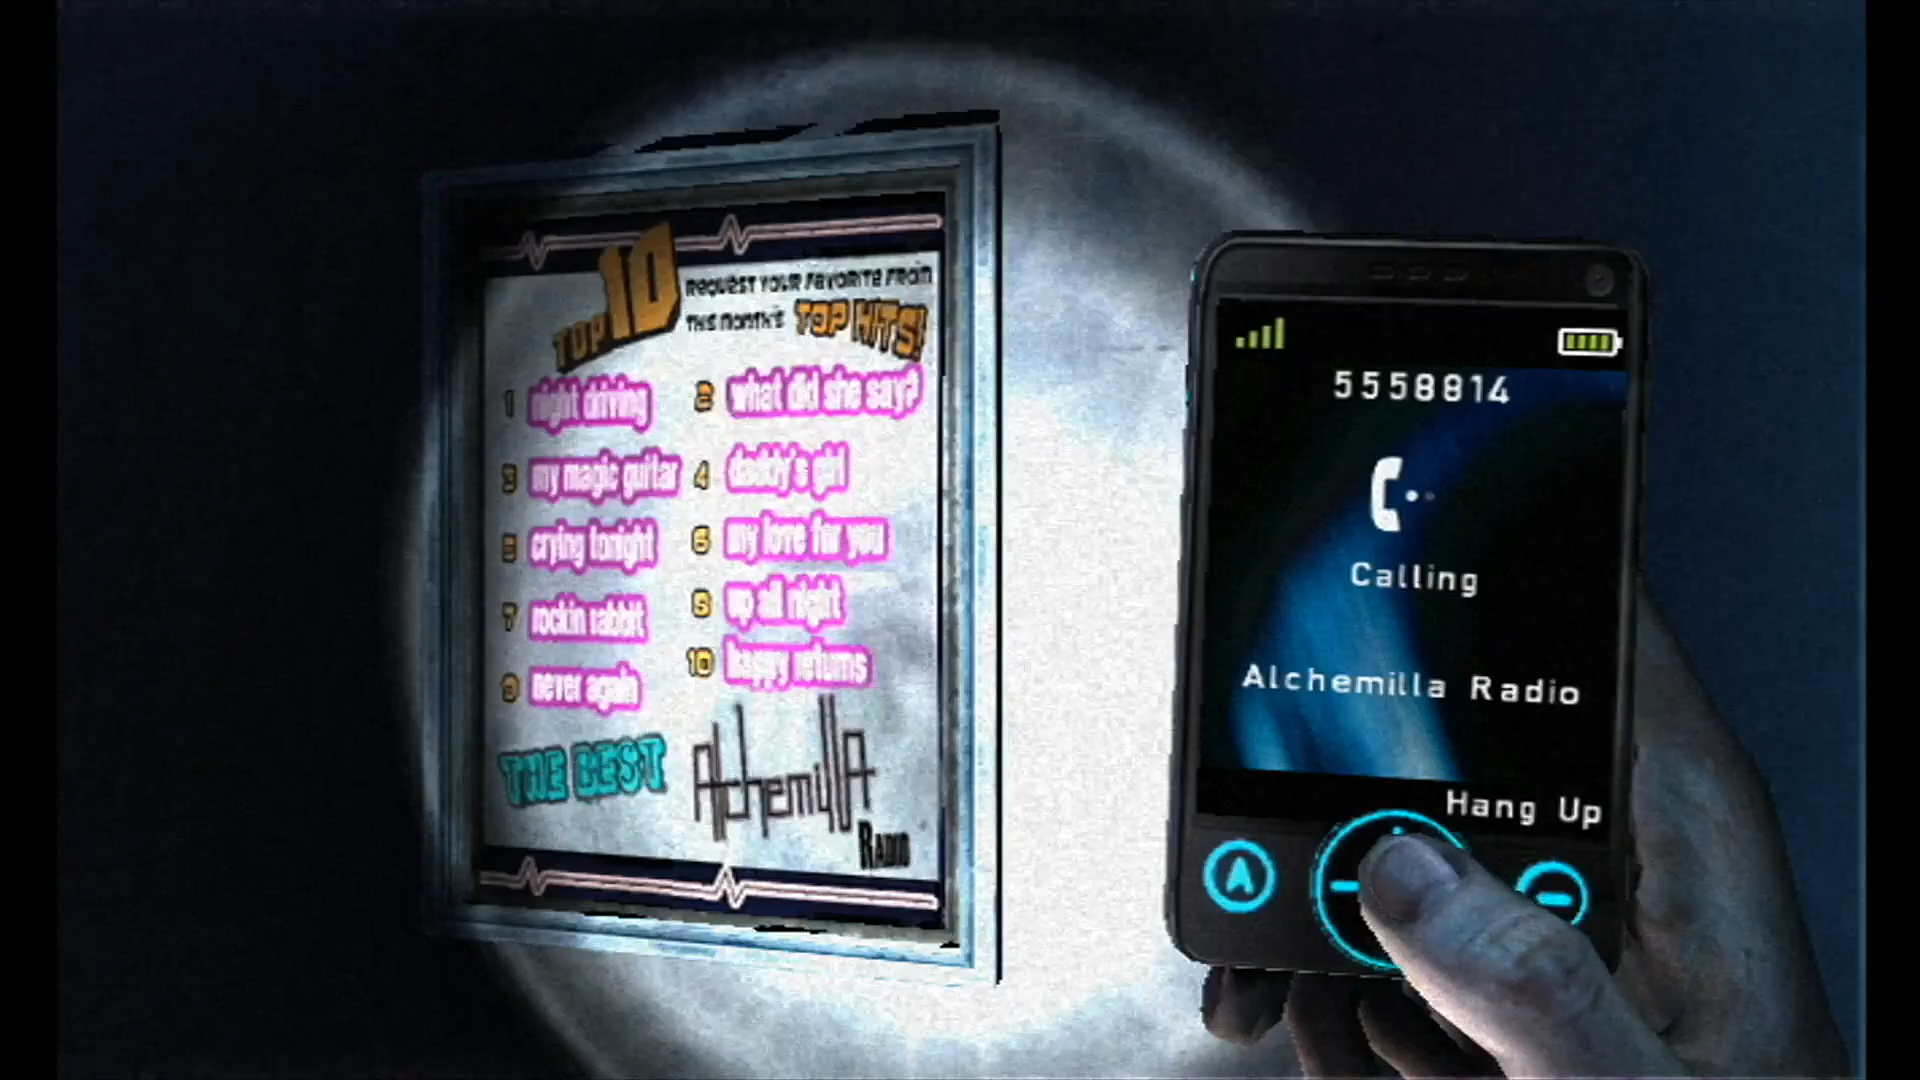 TOP 10
REQUEST YOUR FAVORITE FROM
THIS MONTH'S TOP HITS!
1 night driving
2 what did she say?
3 my magic guitar
4 daddy's girl
5 crying tonight
6 my love for you
7 rockin rabbit
8 up all night
9 never again
10 happy returns
THE BEST
Alchemilla
RADIO
5558814
Calling
Alchemilla Radio
Hang Up
A